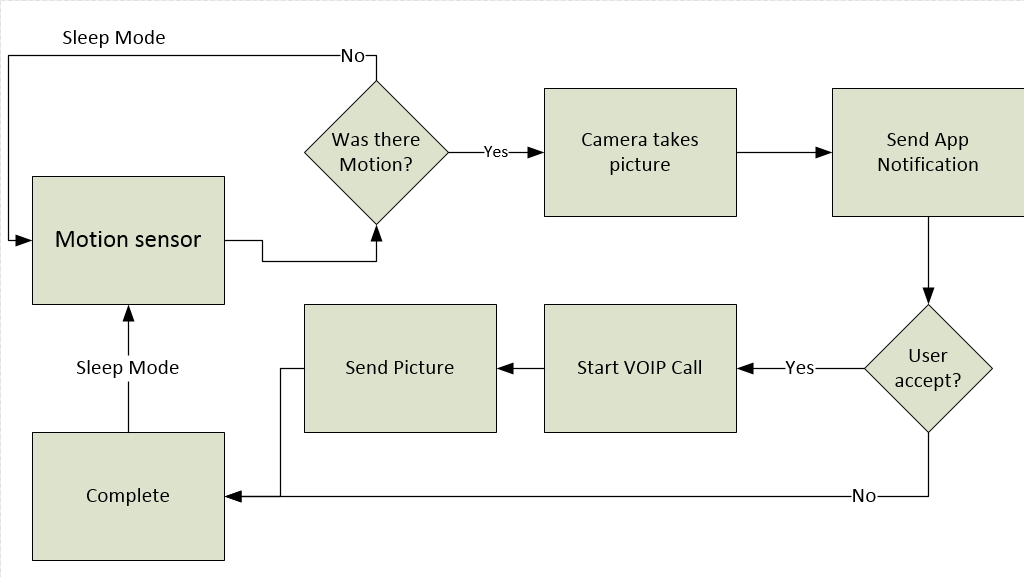 Sleep Mode
No
Was there
Motion?
Yes
Camera takes
picture
Send App
Notification
Motion sensor
Send Picture
Start VOIP Call
Yes
User
accept?
Sleep Mode
Complete
No